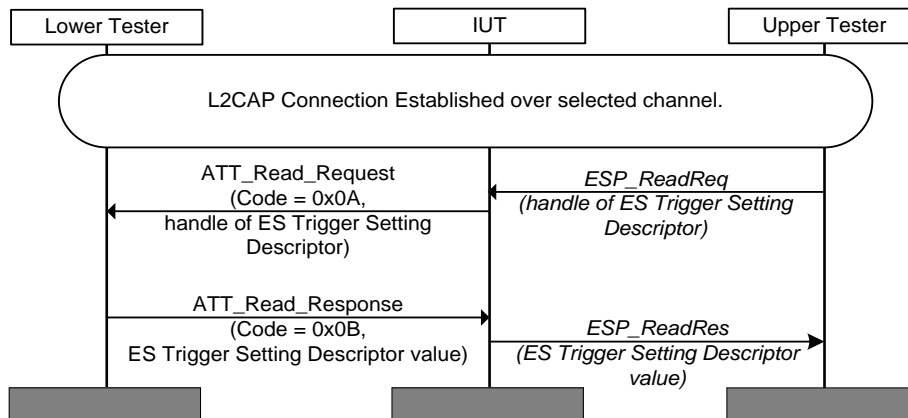 Lower Tester
IUT
Upper Tester
L2CAP Connection Established over selected channel.
ATT_Read_Request
(Code = 0x0A,
handle of ES Trigger Setting
Descriptor)
ESP_ReadReq
(handle of ES Trigger Setting
Descriptor)
ATT_Read_Response
(Code = 0x0B,
ES Trigger Setting Descriptor value)
ESP_ReadRes
(ES Trigger Setting Descriptor
value)